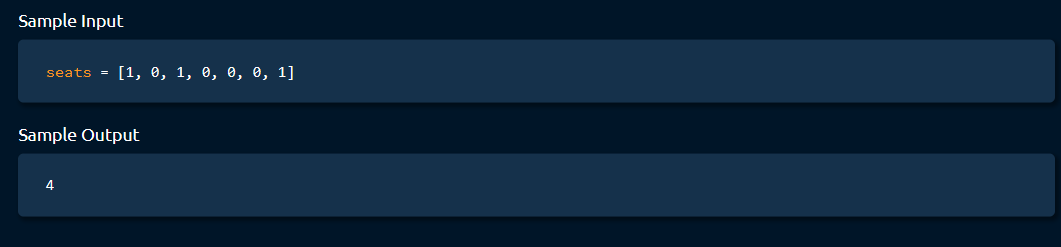 Sample Input
seats = [1, 0, 1, 0, 0, 0, 1]
Sample Output
4